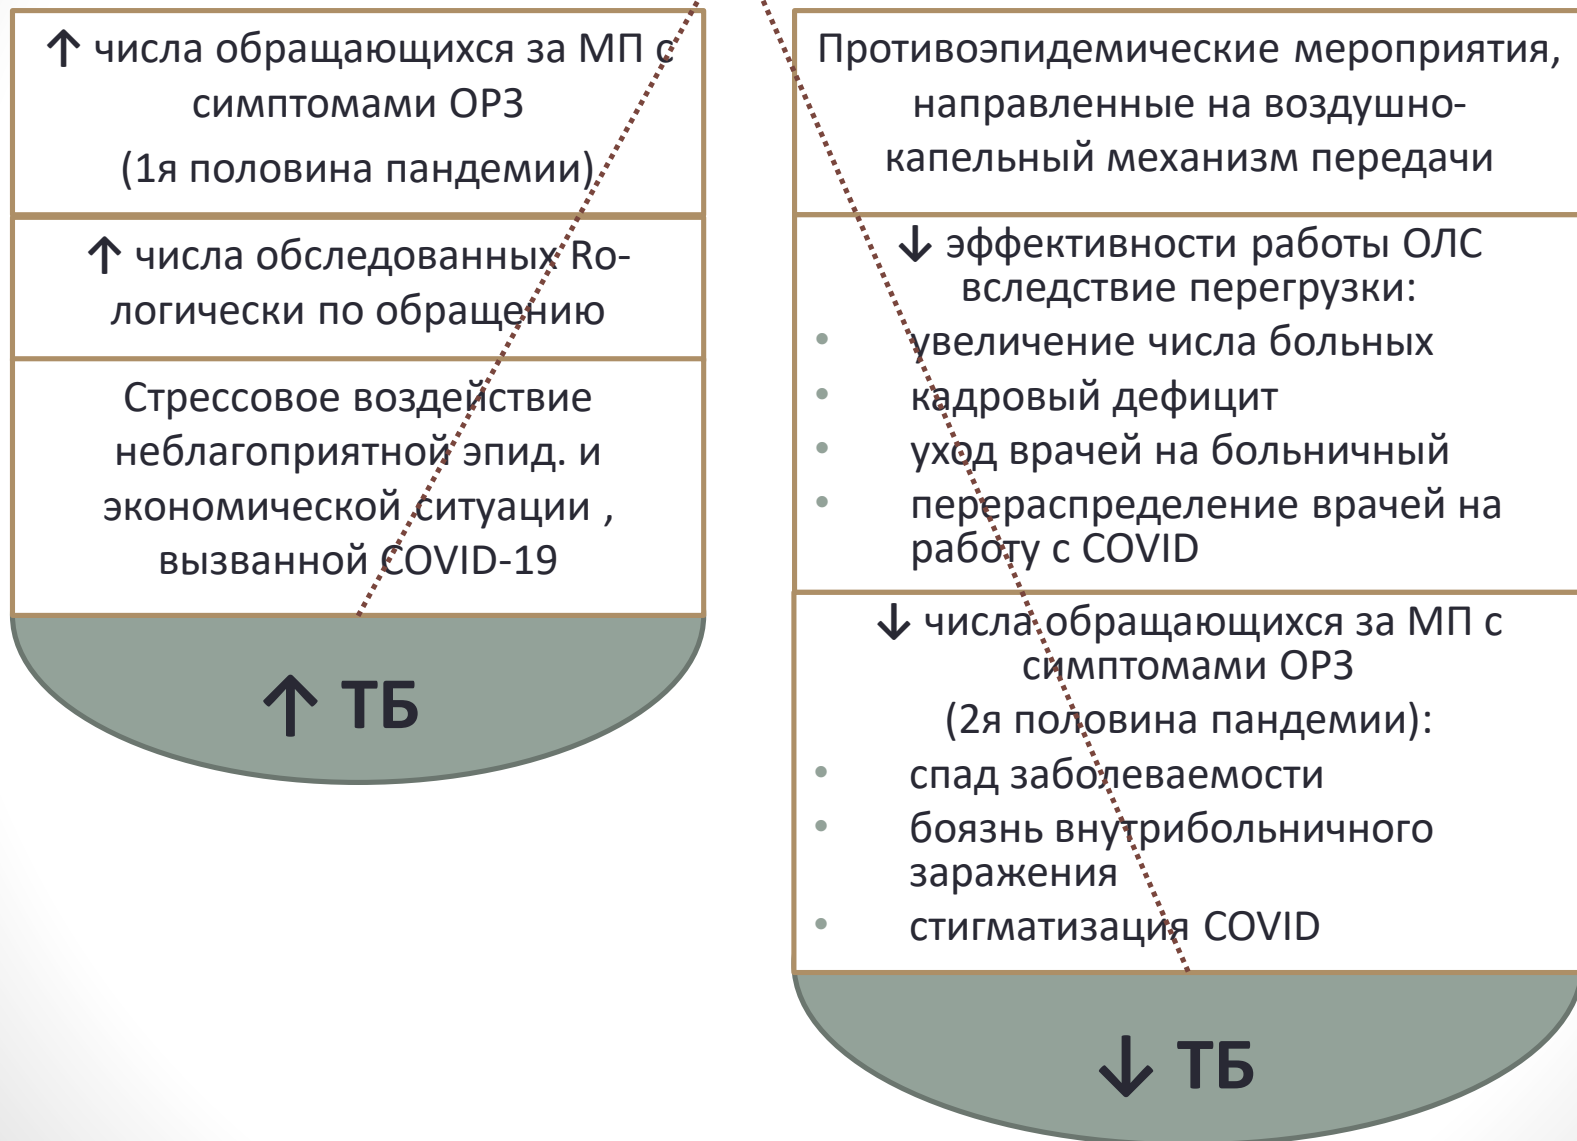 ↑ числа обращающихся за МП с
симптомами ОРЗ
(1я половина пандемии)
↑ числа обследованных Ro-
логически по обращению
Стрессовое воздействие
неблагоприятной эпид. и
экономической ситуации ,
вызванной COVID-19
↑ ТБ
Противоэпидемические мероприятия,
направленные на воздушно-
капельный механизм передачи
↓ эффективности работы ОЛС
вследствие перегрузки:
• увеличение числа больных
• кадровый дефицит
• уход врачей на больничный
• перераспределение врачей на
работу с COVID
↓ числа обращающихся за МП с
симптомами ОРЗ
(2я половина пандемии):
• спад заболеваемости
• боязнь внутрибольничного
заражения
• стигматизация COVID
↓ ТБ